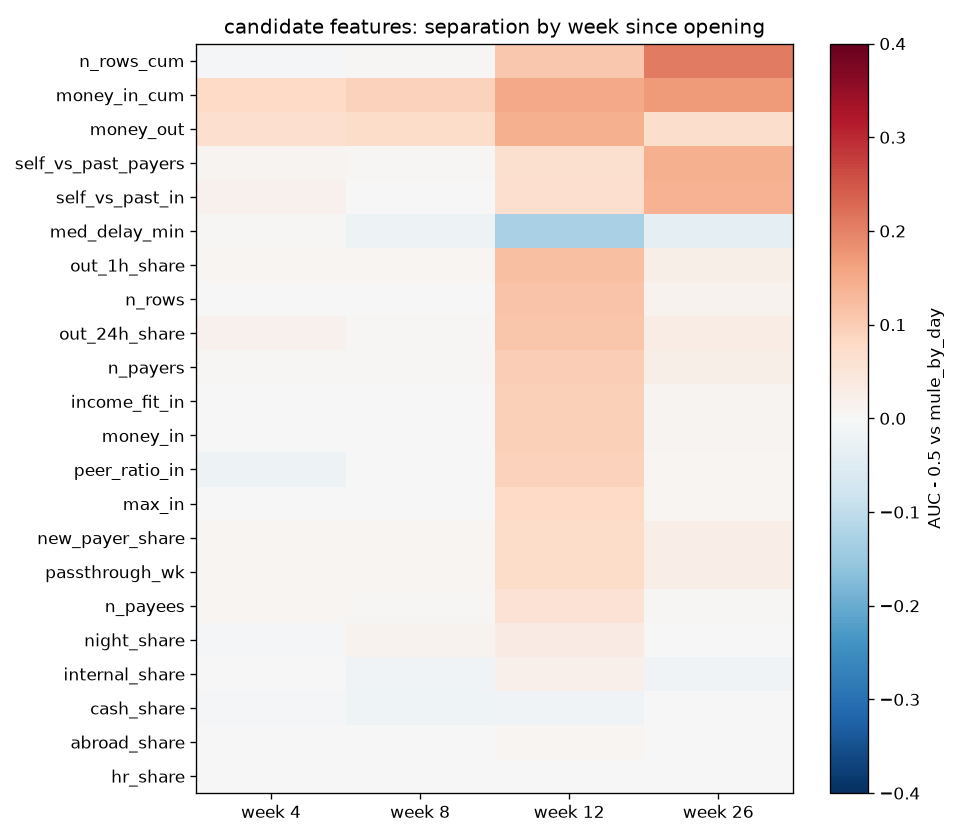 candidate features: separation by week since opening
n_rows_cum
money_in_cum
money_out
self_vs_past_payers
self_vs_past_in
med_delay_min
out_1h_share
n_rows
out_24h_share
n_payers
income_fit_in
money_in
peer_ratio_in
max_in
new_payer_share
passthrough_wk
n_payees
night_share
internal_share
cash_share
abroad_share
hr_share
week 4
week 8
week 12
week 26
0.4
0.3
0.2
0.1
0.0
−0.1
−0.2
−0.3
−0.4
AUC - 0.5 vs mule_by_day